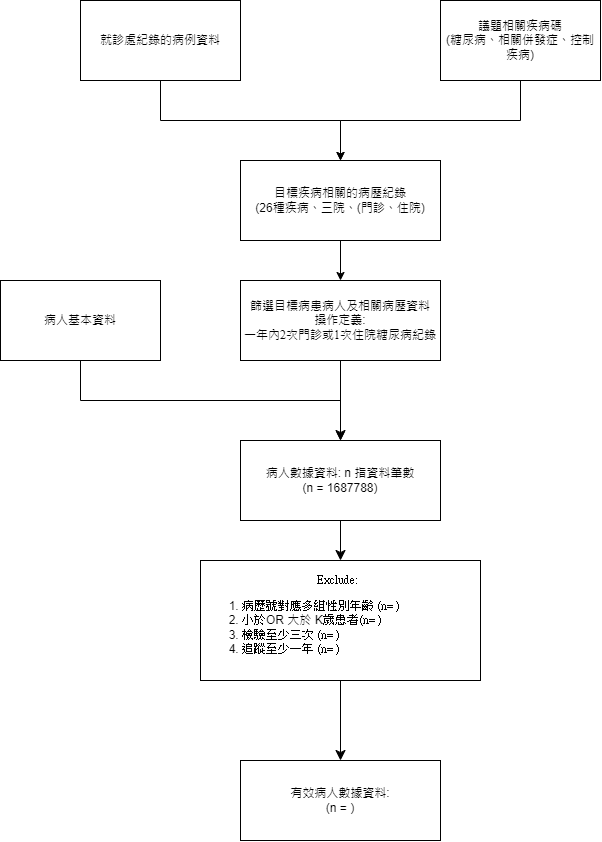 就診處紀錄的病例資料
議題相關疾病碼
(糖尿病、相關併發症、控制
疾病)
目標疾病相關的病歷紀錄
(26種疾病、三院、(門診、住院)
病人基本資料
篩選目標病患病人及相關病歷資料
操作定義:
一年內2次門診或1次住院糖尿病紀錄
病人數據資料: n 指資料筆數
(n = 1687788)
Exclude:
1. 病歷號對應多組性別年齡 (n= )
2. 小於OR 大於 K歲患者(n= )
3. 檢驗至少三次 (n= )
4. 追蹤至少一年 (n= )
有效病人數據資料:
(n = )